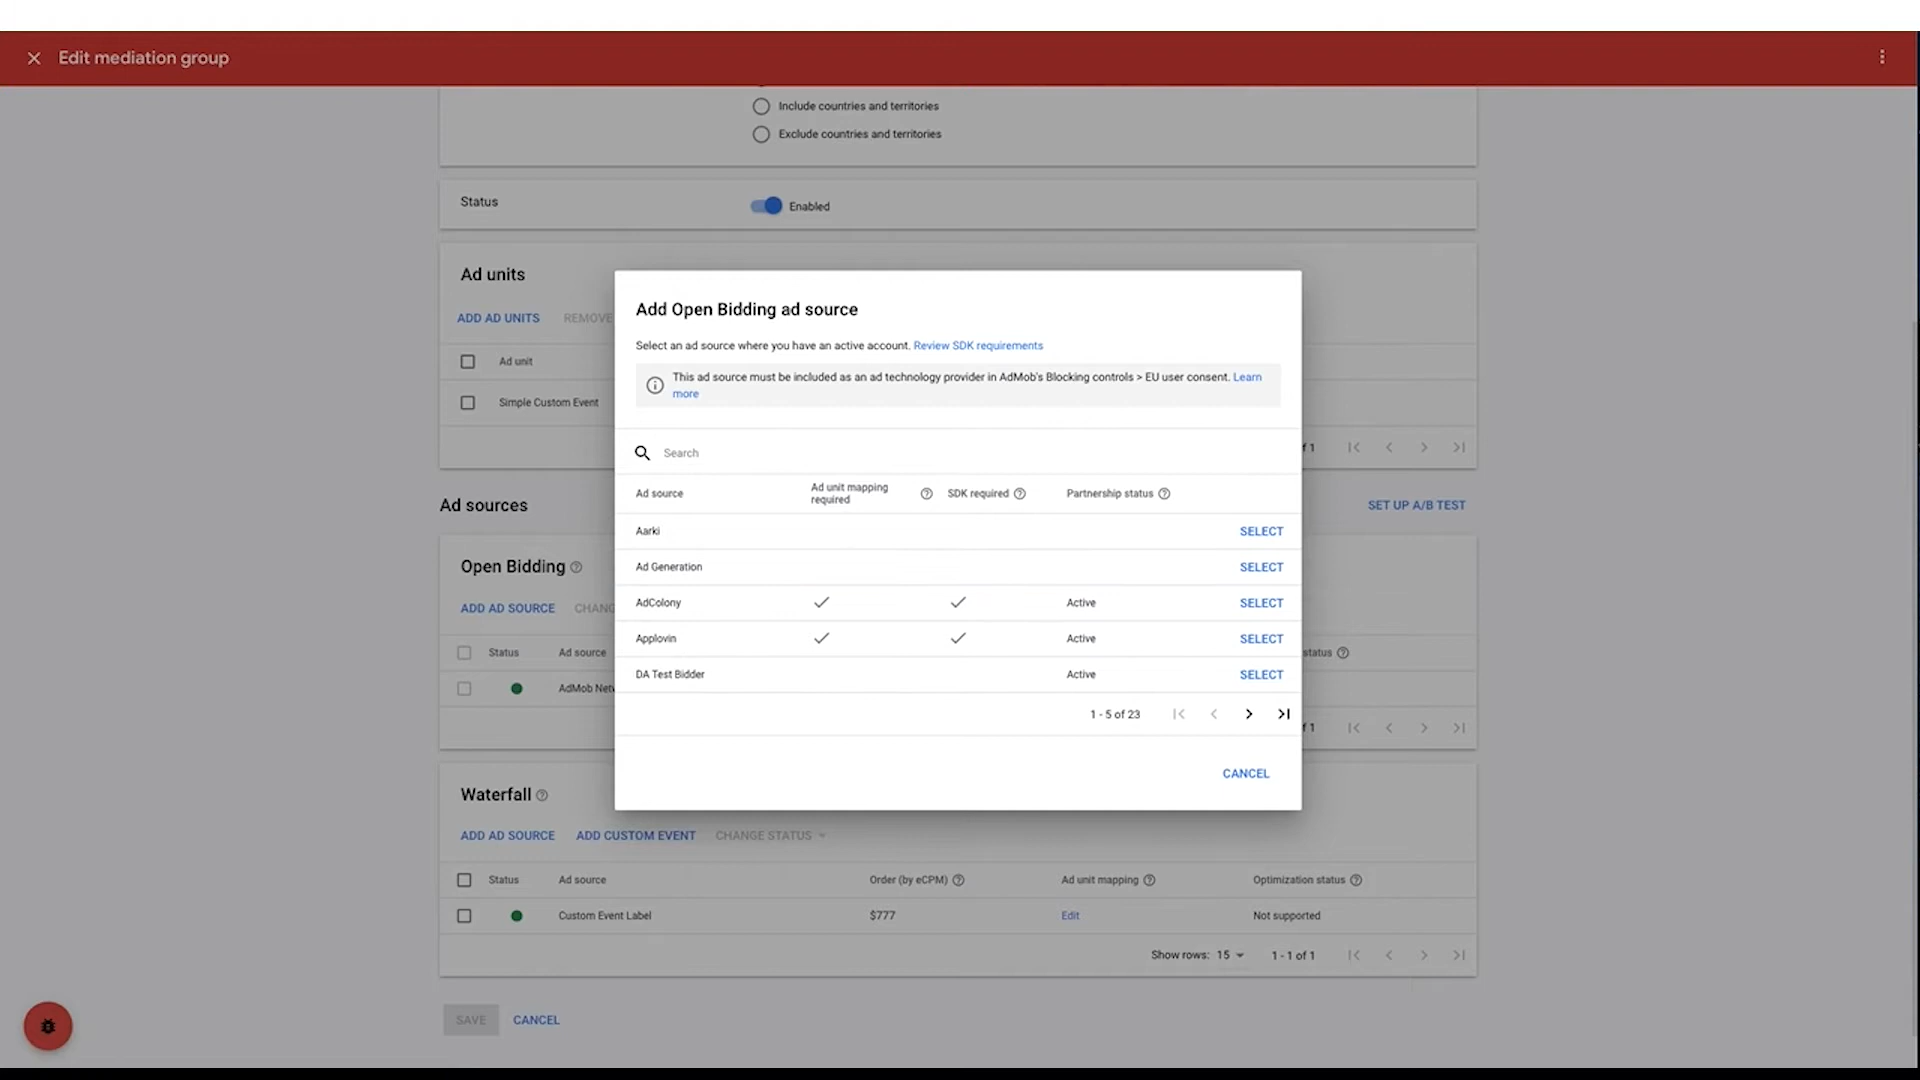 Edit mediation group
Include countries and territories
Exclude countries and territories
Status
Enabled
Ad units
ADD AD UNITS REMOVE
Ad unit
Simple Custom Event
f 1
Ad sources
SET UP A/B TEST
Open Bidding
ADD AD SOURCE CHANG
Status Ad source status
AdMob Netw
f 1
Add Open Bidding ad source
Select an ad source where you have an active account. Review SDK requirements
This ad source must be included as an ad technology provider in AdMob's Blocking controls > EU user consent. Learn
more
Search
Ad source Ad unit mapping required SDK required Partnership status
Aarki SELECT
Ad Generation SELECT
AdColony Active SELECT
Applovin Active SELECT
DA Test Bidder Active SELECT
1 - 5 of 23
CANCEL
Waterfall
ADD AD SOURCE ADD CUSTOM EVENT CHANGE STATUS
Status Ad source Order (by eCPM) Ad unit mapping Optimization status
Custom Event Label $777 Edit Not supported
Show rows: 15 1 - 1 of 1
SAVE CANCEL